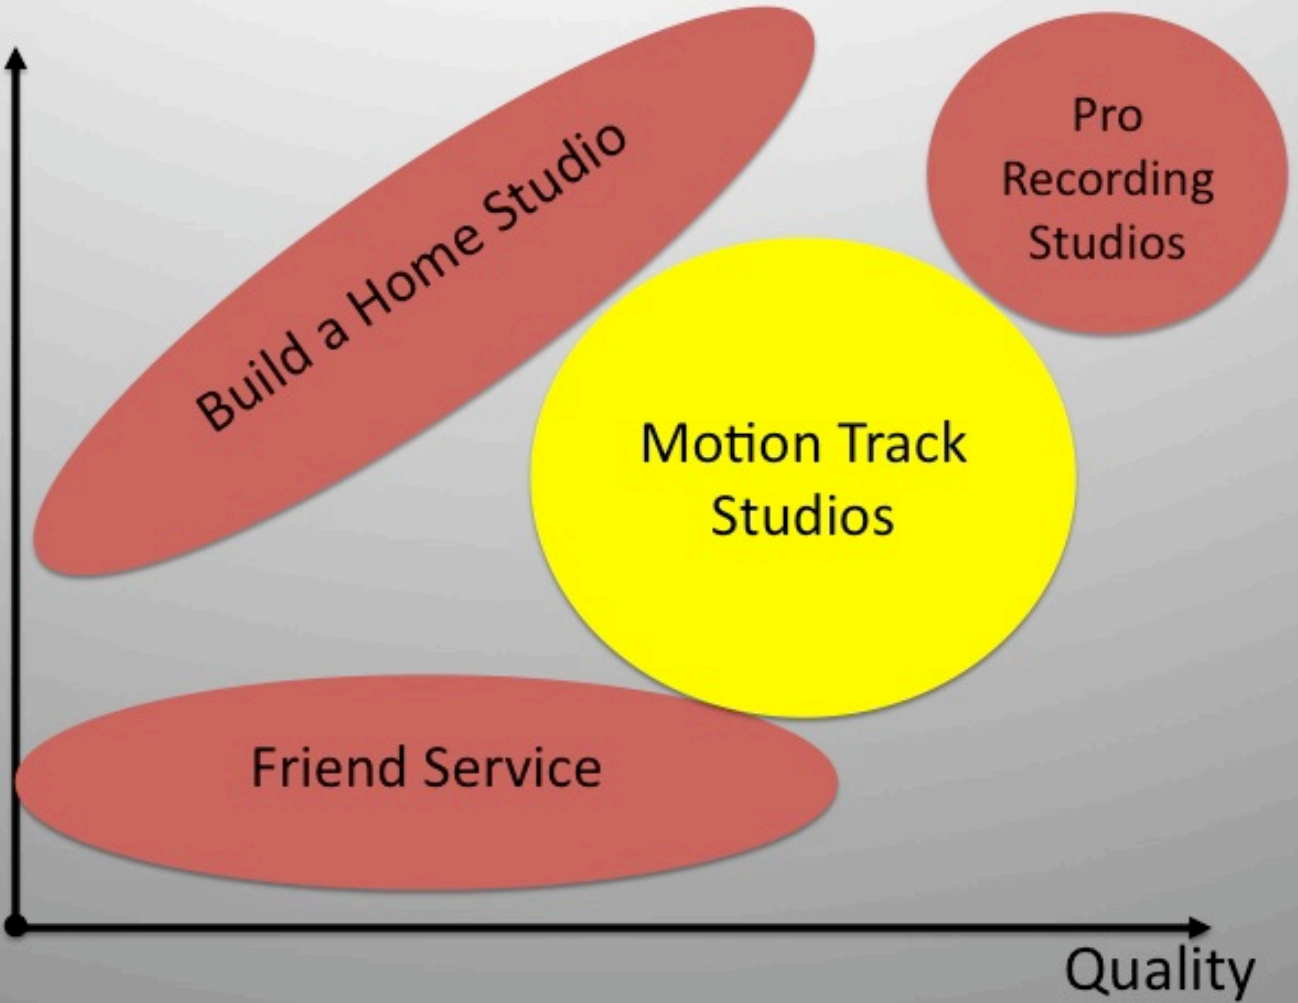 Pro
Recording
Studios
Build a Home Studio
Motion Track
Studios
Friend Service
Quality